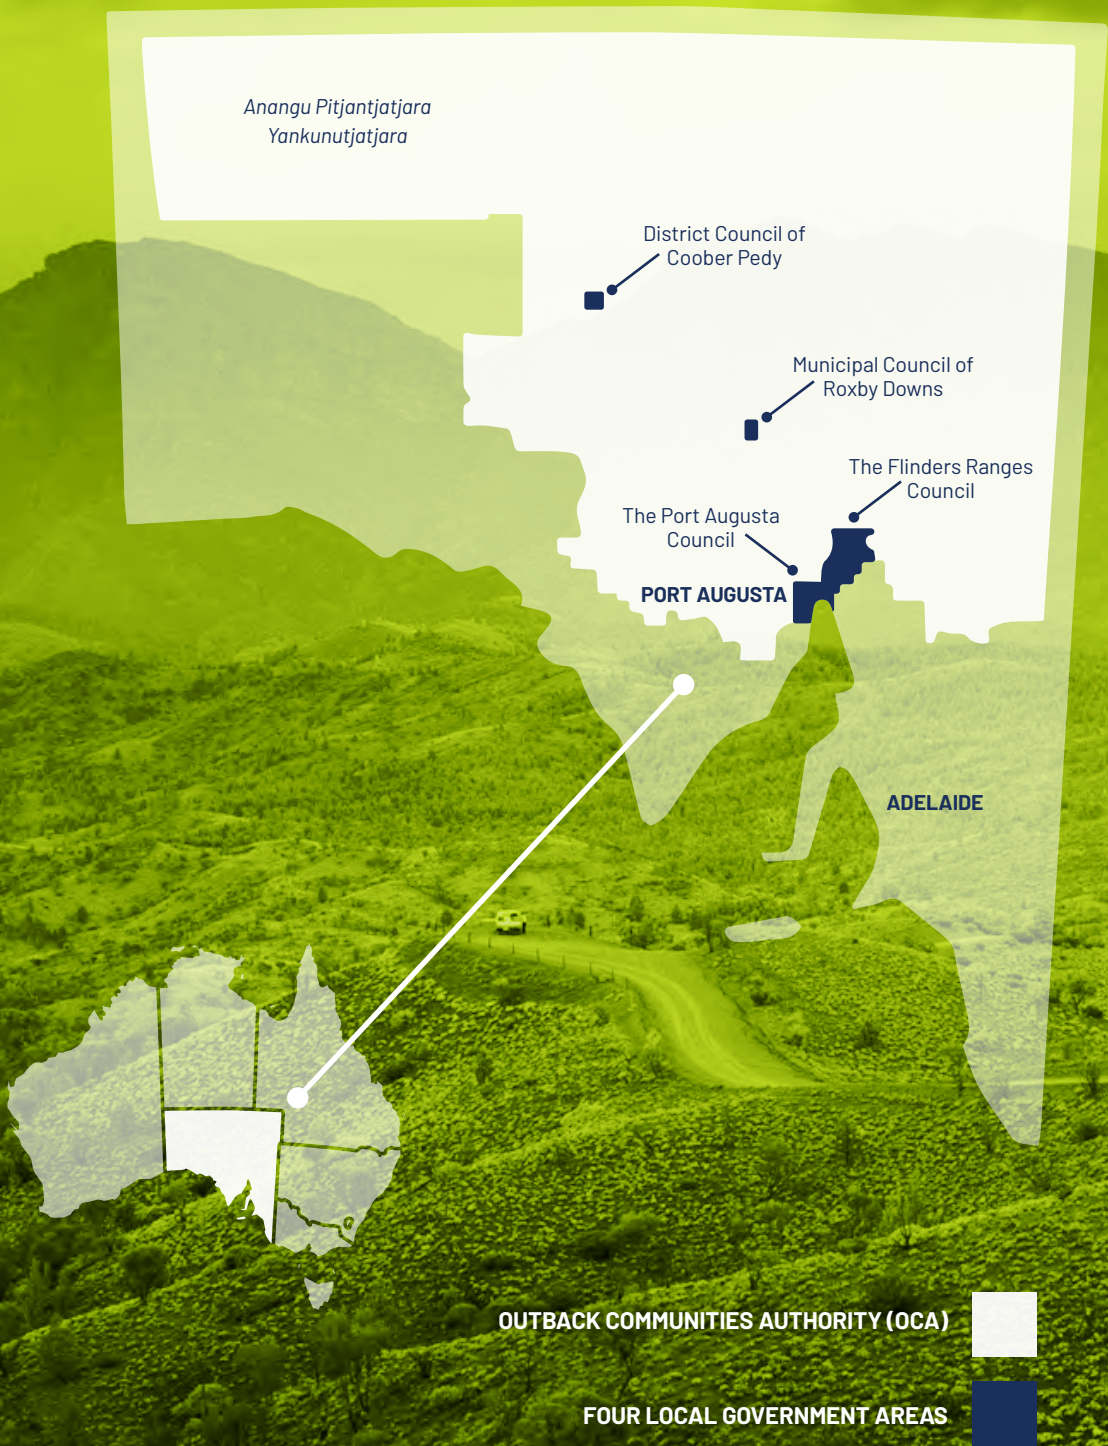 Anangu Pitjantjatjara
Yankunutjatjara
District Council of
Coober Pedy
Municipal Council of
Roxby Downs
The Flinders Ranges
Council
The Port Augusta
Council
PORT AUGUSTA
ADELAIDE
OUTBACK COMMUNITIES AUTHORITY (OCA)
FOUR LOCAL GOVERNMENT AREAS